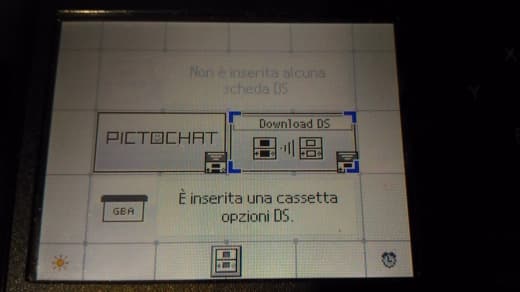 Non è inserita alcuna
scheda DS
PICTOCHAT
Download DS
GBA
È inserita una cassetta
opzioni DS.
X
Y